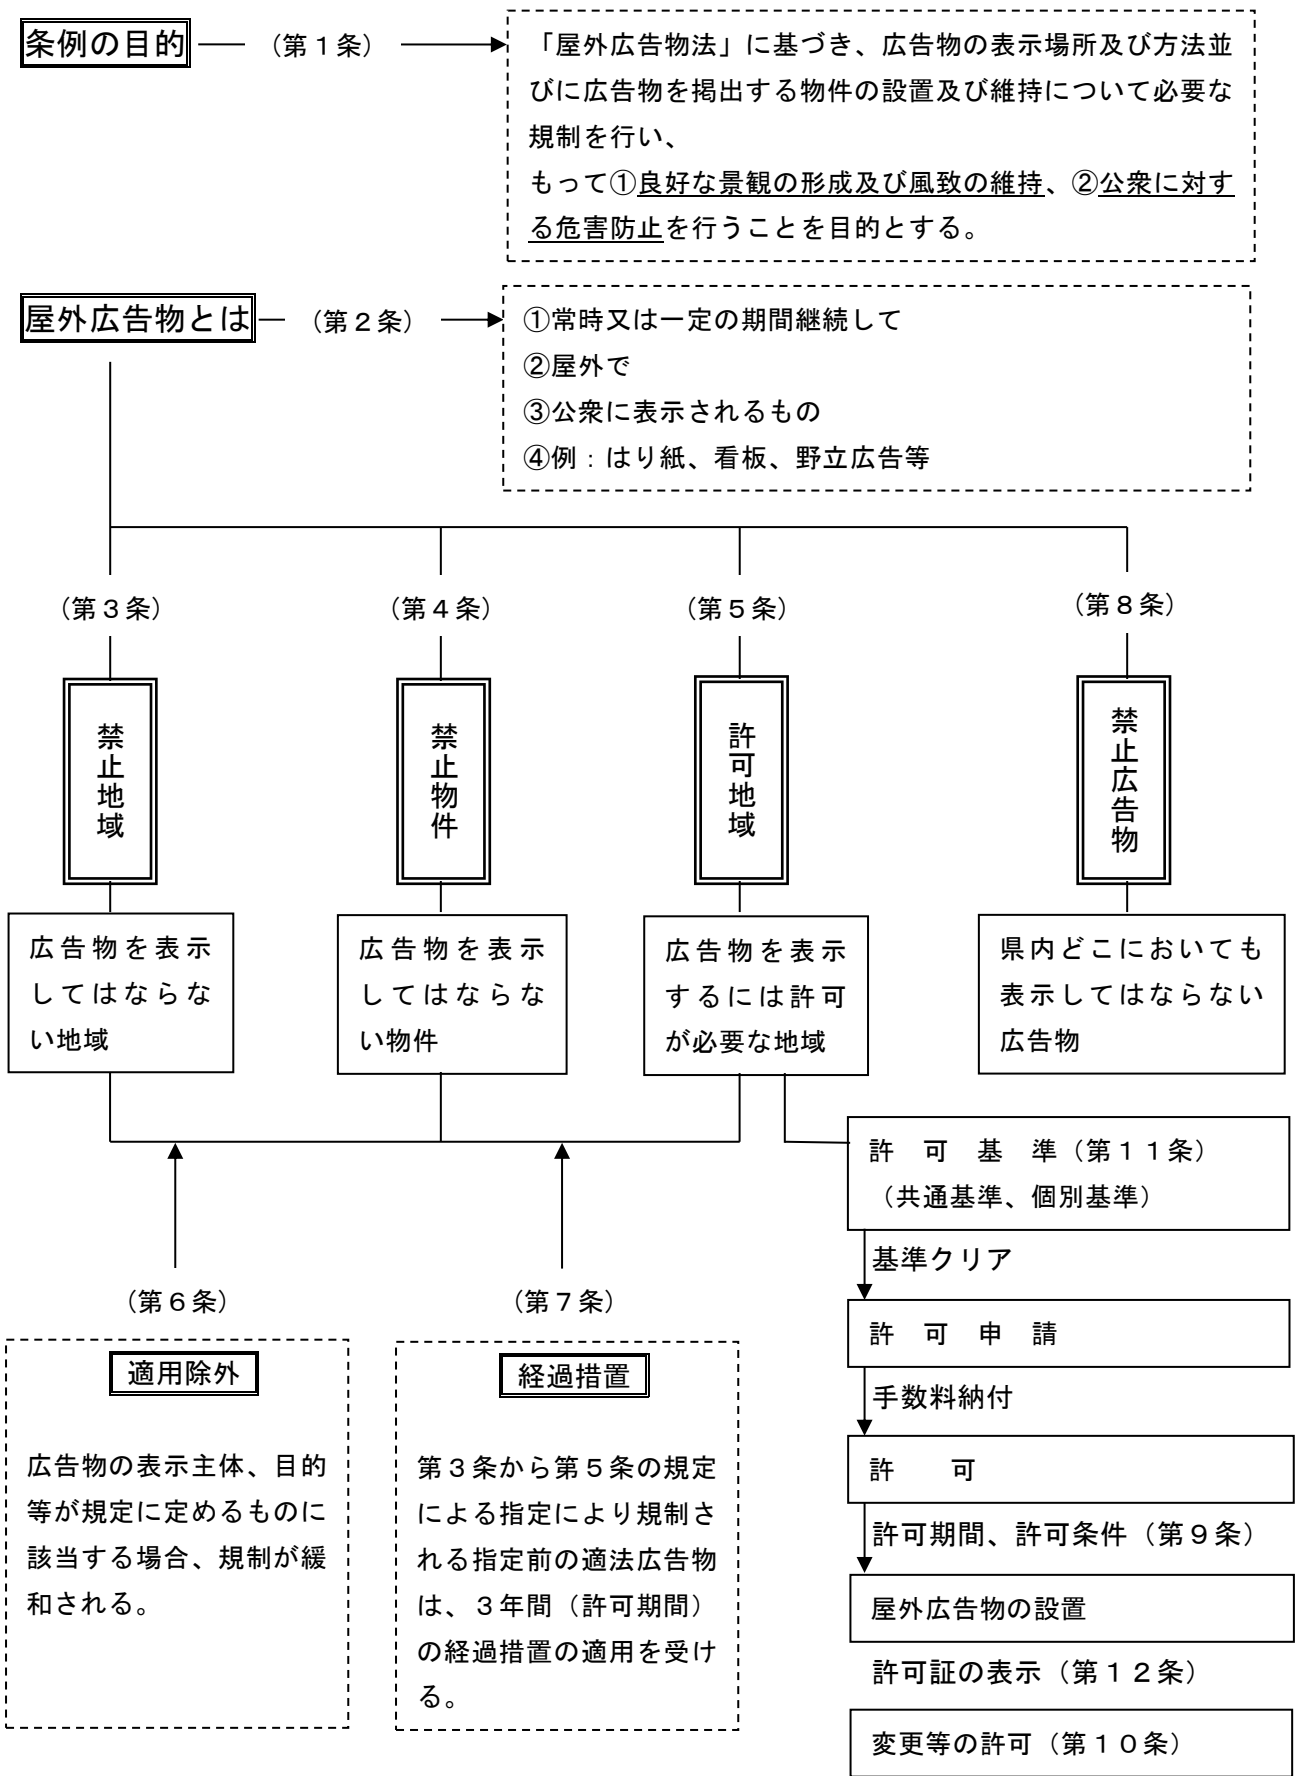 条例の目的
（第１条）
「屋外広告物法」に基づき、広告物の表示場所及び方法並
びに広告物を掲出する物件の設置及び維持について必要な
規制を行い、
もって①良好な景観の形成及び風致の維持、②公衆に対す
る危害防止を行うことを目的とする。
屋外広告物とは
（第２条）
①常時又は一定の期間継続して
②屋外で
③公衆に表示されるもの
④例：はり紙、看板、野立広告等
（第３条）
（第４条）
（第５条）
（第８条）
禁止地域
禁止物件
許可地域
禁止広告物
広告物を表示
してはならな
い地域
広告物を表示
してはならな
い物件
広告物を表示
するには許可
が必要な地域
県内どこにおいても
表示してはならない
広告物
許　可　基　準（第１１条）
（共通基準、個別基準）
基準クリア
許　可　申　請
手数料納付
許　　可
許可期間、許可条件（第９条）
屋外広告物の設置
許可証の表示（第１２条）
変更等の許可（第１０条）
（第６条）
適用除外
広告物の表示主体、目的
等が規定に定めるものに
該当する場合、規制が緩
和される。
（第７条）
経過措置
第３条から第５条の規定
による指定により規制さ
れる指定前の適法広告物
は、３年間（許可期間）
の経過措置の適用を受け
る。